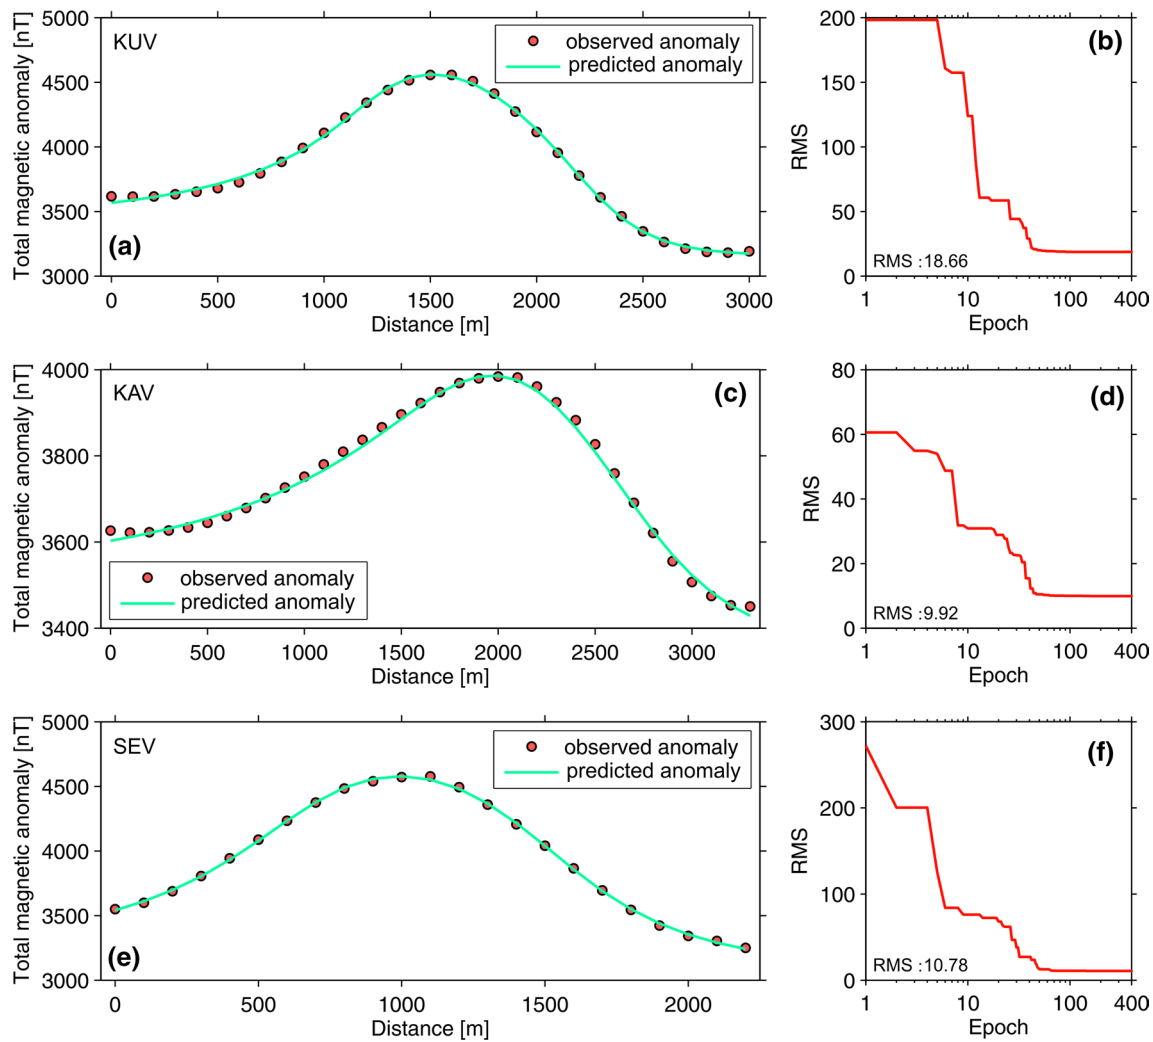 Total magnetic anomaly [nT]
5000
4500
4000
3500
3000
KUV
observed anomaly
predicted anomaly
(a)
0 500 1000 1500 2000 2500 3000
Distance [m]
RMS
200
150
100
50
0
(b)
RMS :18.66
1 10 100 400
Epoch
Total magnetic anomaly [nT]
4000
3800
3600
3400
KAV
(c)
observed anomaly
predicted anomaly
0 500 1000 1500 2000 2500 3000
Distance [m]
RMS
80
60
40
20
0
(d)
RMS :9.92
1 10 100 400
Epoch
Total magnetic anomaly [nT]
5000
4500
4000
3500
3000
SEV
observed anomaly
predicted anomaly
(e)
0 500 1000 1500 2000
Distance [m]
RMS
300
200
100
0
(f)
RMS :10.78
1 10 100 400
Epoch